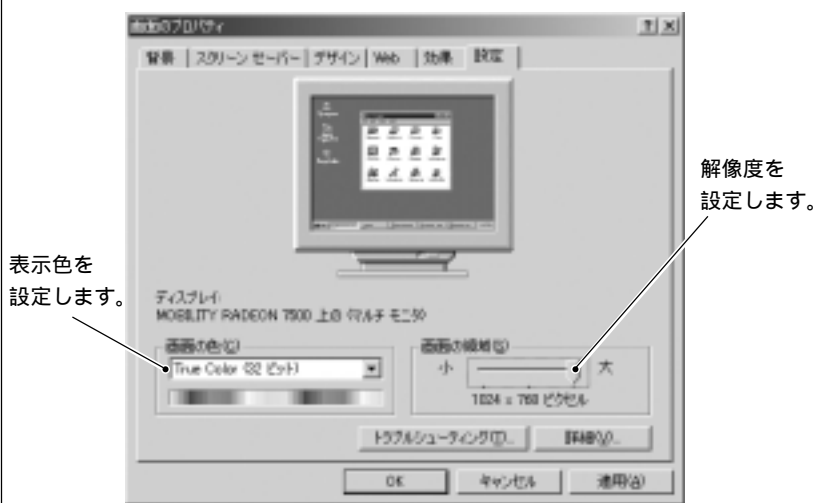 画面のプロパティ
背景 スクリーン セーバー デザイン Web 効果 設定
解像度を
設定します。
表示色を
設定します。
ディスプレイ:
MOBILITY RADEON 7500 上の (マルチ モニタ)
画面の色(C)
True Color (32 ビット)
画面の領域(S)
小 大
1024 x 768 ピクセル
トラブルシューティング(T)...
詳細(V)...
OK キャンセル 適用(A)